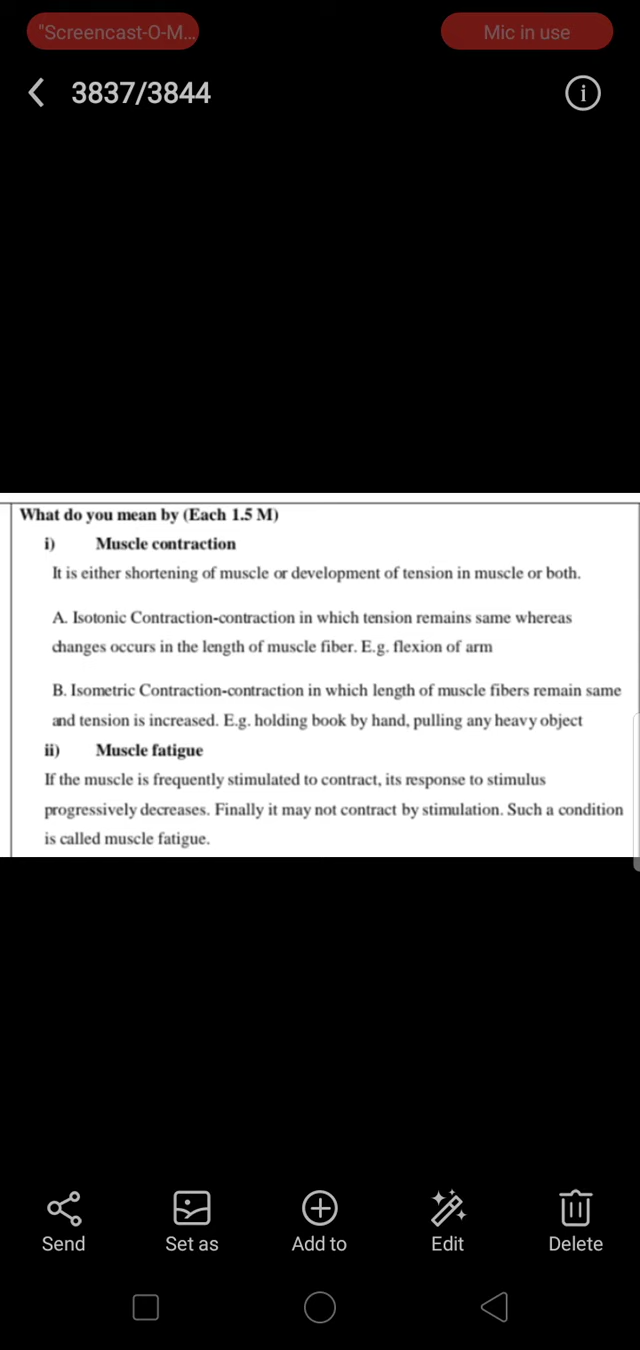 "Screencast-O-M...
Mic in use
3837/3844
What do you mean by (Each 1.5 M)
i) Muscle contraction
It is either shortening of muscle or development of tension in muscle or both.
A. Isotonic Contraction-contraction in which tension remains same whereas
changes occurs in the length of muscle fiber. E.g. flexion of arm
B. Isometric Contraction-contraction in which length of muscle fibers remain same
and tension is increased. E.g. holding book by hand, pulling any heavy object
ii) Muscle fatigue
If the muscle is frequently stimulated to contract, its response to stimulus
progressively decreases. Finally it may not contract by stimulation. Such a condition
is called muscle fatigue.
Send
Set as
Add to
Edit
Delete